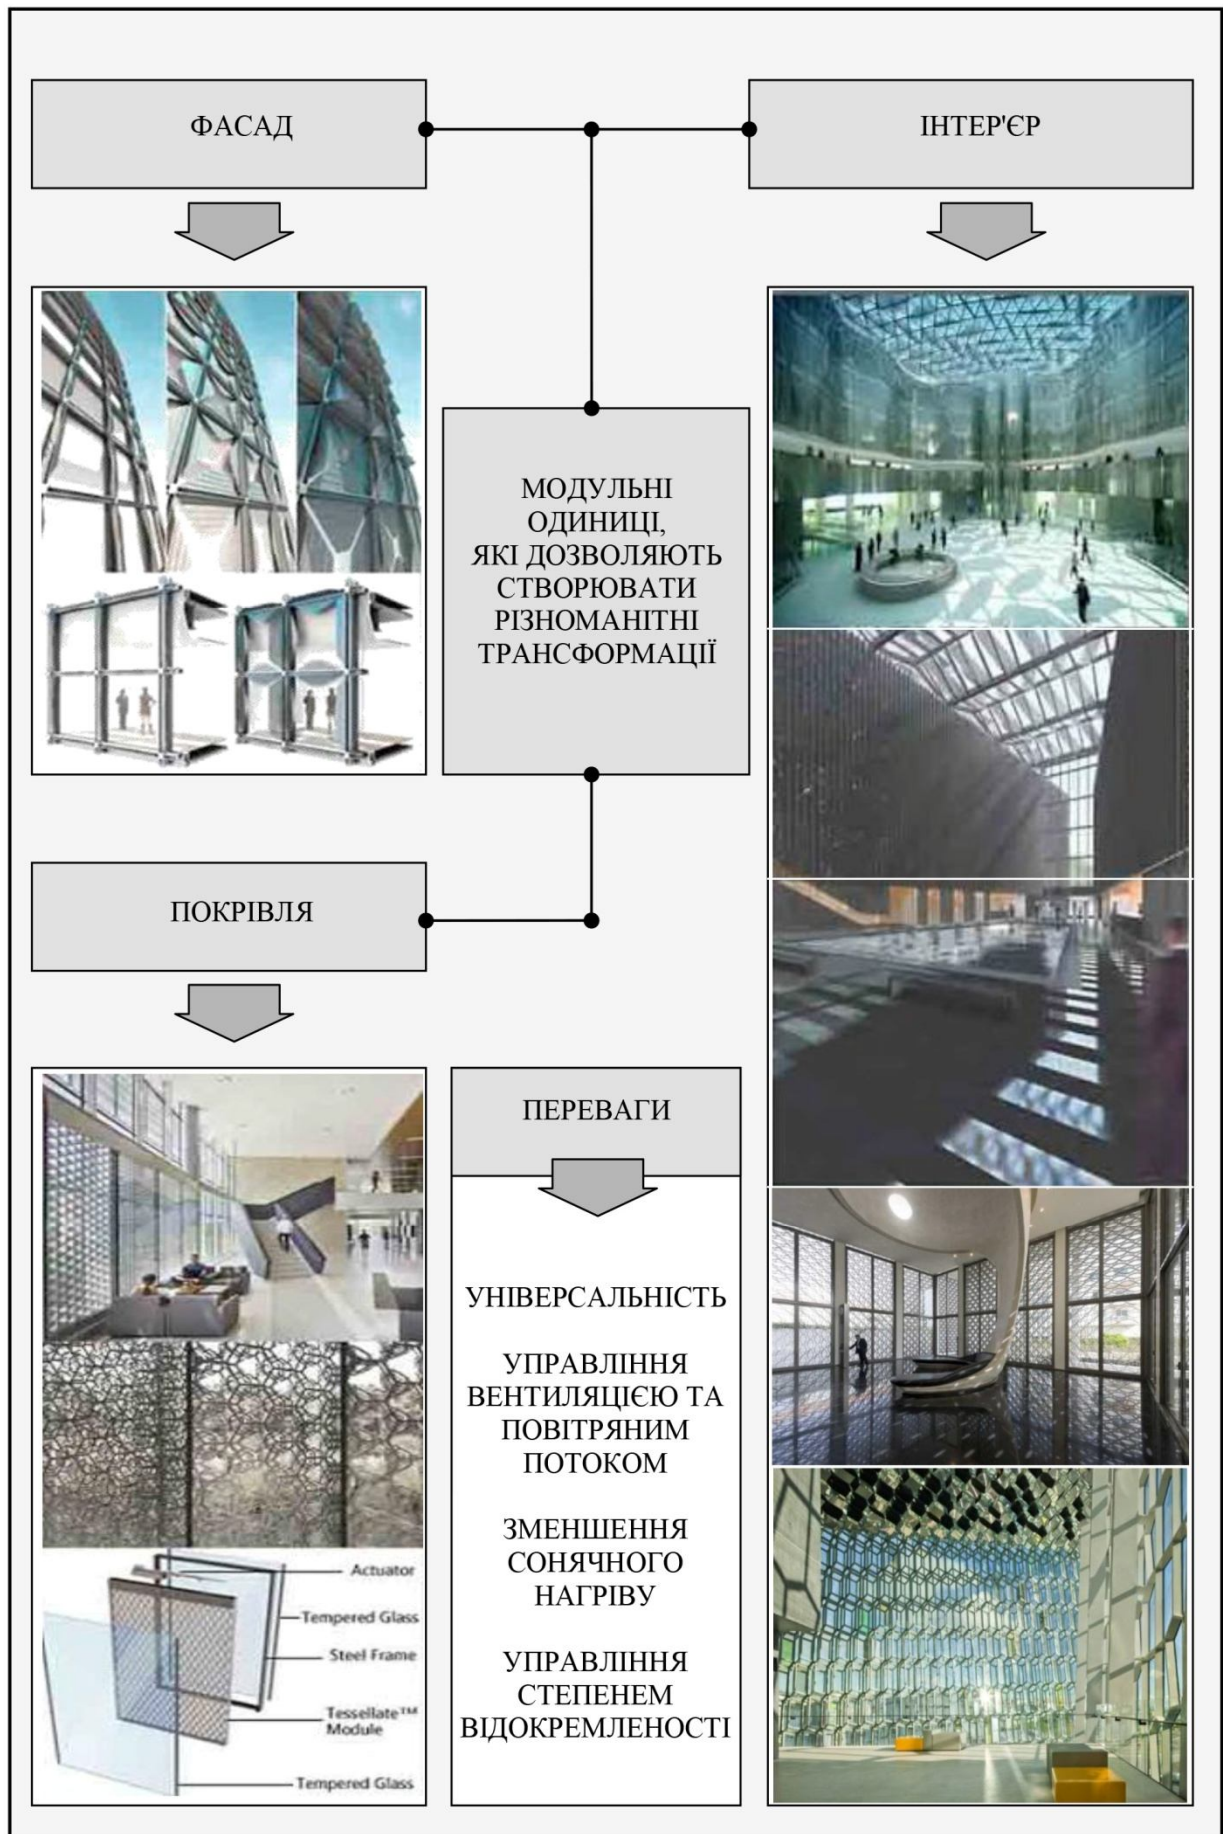 ФАСАД
ІНТЕР'ЄР
МОДУЛЬНІ
ОДИНИЦІ,
ЯКІ ДОЗВОЛЯЮТЬ
СТВОРЮВАТИ
РІЗНОМАНІТНІ
ТРАНСФОРМАЦІЇ
ПОКРІВЛЯ
ПЕРЕВАГИ
УНІВЕРСАЛЬНІСТЬ
УПРАВЛІННЯ
ВЕНТИЛЯЦІЄЮ ТА
ПОВІТРЯНИМ
ПОТОКОМ
ЗМЕНШЕННЯ
СОНЯЧНОГО
НАГРІВУ
УПРАВЛІННЯ
СТЕПЕНЕМ
ВІДОКРЕМЛЕНОСТІ
Actuator
Tempered Glass
Steel Frame
Tessellate™
Module
Tempered Glass